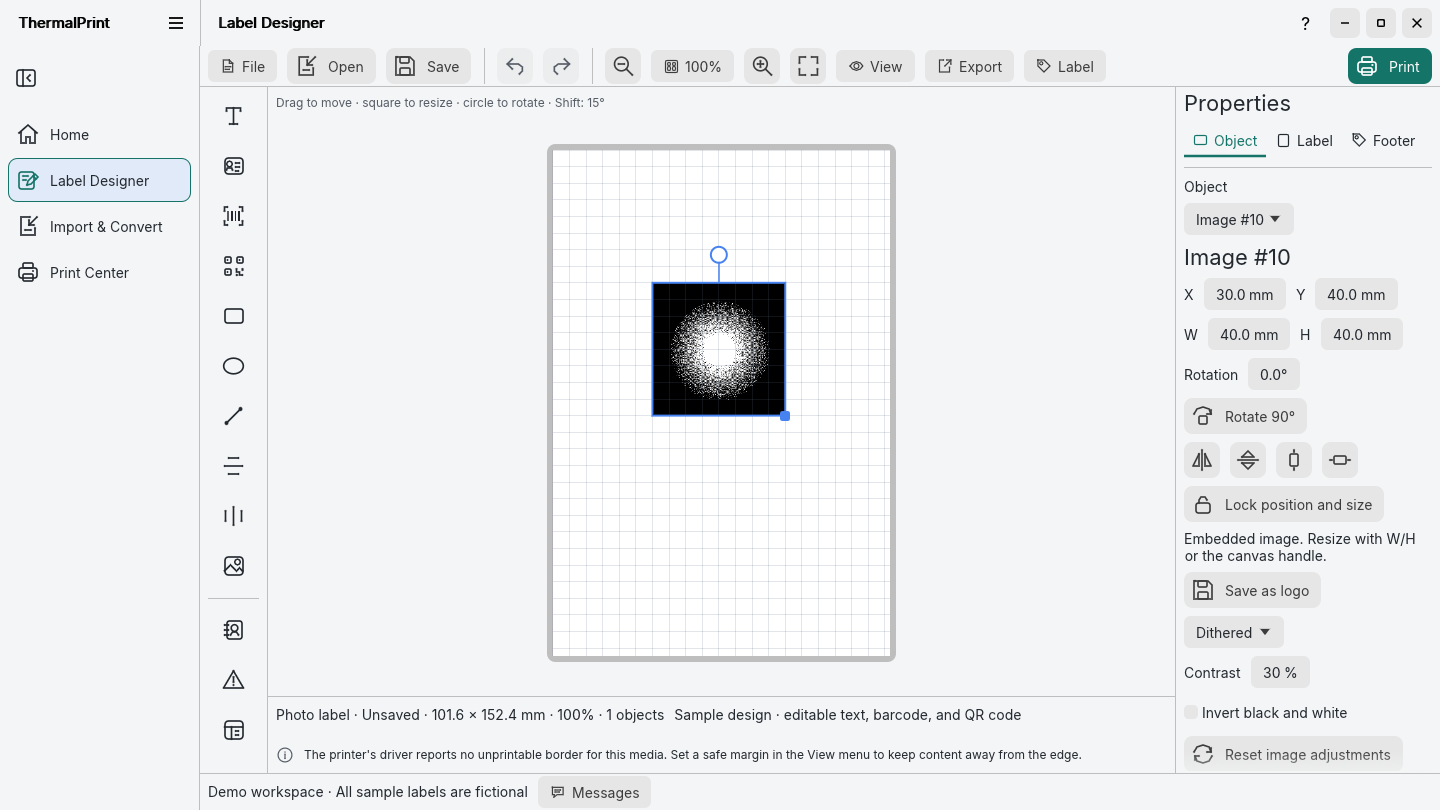 ThermalPrint
Label Designer
?
File
Open
Save
100%
View
Export
Label
Print
Home
Label Designer
Import & Convert
Print Center
Drag to move · square to resize · circle to rotate · Shift: 15°
Properties
Object
Label
Footer
Object
Image #10
Image #10
X 30.0 mm Y 40.0 mm
W 40.0 mm H 40.0 mm
Rotation 0.0°
Rotate 90°
Lock position and size
Embedded image. Resize with W/H
or the canvas handle.
Save as logo
Dithered
Contrast 30 %
Invert black and white
Reset image adjustments
Photo label · Unsaved · 101.6 × 152.4 mm · 100% · 1 objects Sample design · editable text, barcode, and QR code
The printer's driver reports no unprintable border for this media. Set a safe margin in the View menu to keep content away from the edge.
Demo workspace · All sample labels are fictional
Messages